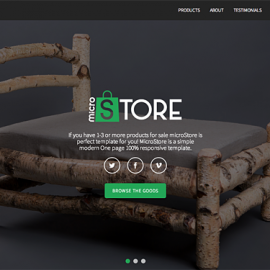 PRODUCTS ABOUT TESTIMONIALS
micro STORE
If you have 1-3 or more products for sale microStore is
perfect template for you! MicroStore is a simple
modern One page 100% responsive template.
BROWSE THE GOODS